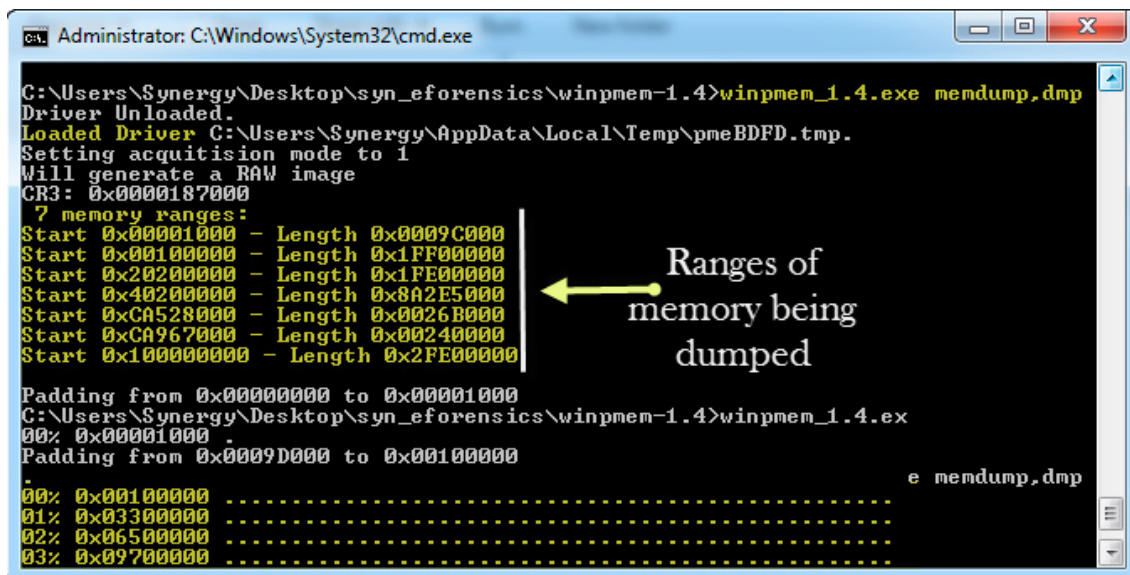 Administrator: C:\Windows\System32\cmd.exe
C:\Users\Synergy\Desktop\syn_eforensics\winpmem-1.4>winpmem_1.4.exe memdump,dmp
Driver Unloaded.
Loaded Driver C:\Users\Synergy\AppData\Local\Temp\pmeBDFD.tmp.
Setting acquitision mode to 1
Will generate a RAW image
CR3: 0x0000187000
7 memory ranges:
Start 0x00001000 - Length 0x0009C000
Start 0x00100000 - Length 0x1FF00000
Start 0x20200000 - Length 0x1FE00000
Start 0x40200000 - Length 0x8A2E5000
Start 0xCA528000 - Length 0x0026B000
Start 0xCA967000 - Length 0x00240000
Start 0x100000000 - Length 0x2FE00000
Ranges of
memory being
dumped
Padding from 0x00000000 to 0x00001000
C:\Users\Synergy\Desktop\syn_eforensics\winpmem-1.4>winpmem_1.4.ex
00% 0x00001000 .
Padding from 0x0009D000 to 0x00100000
. e memdump,dmp
00% 0x00100000 ..................................................
01% 0x03300000 ..................................................
02% 0x06500000 ..................................................
03% 0x09700000 ..................................................